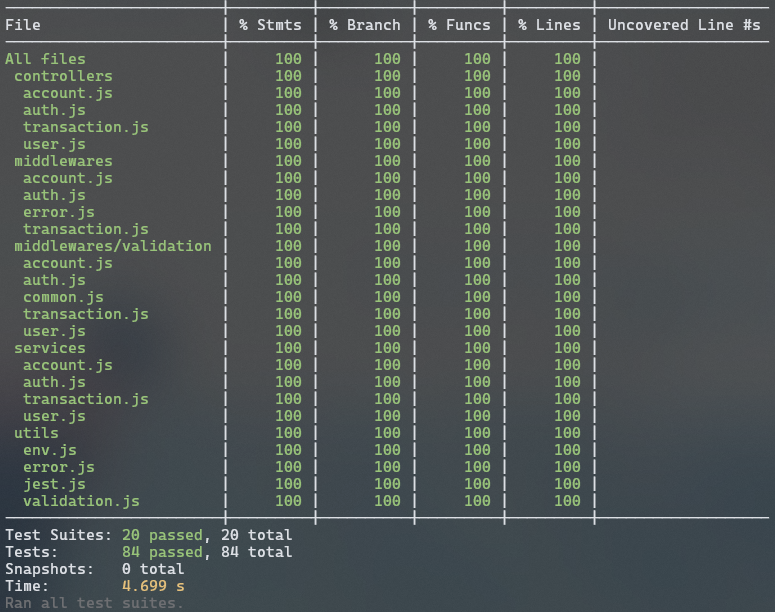 File | % Stmts | % Branch | % Funcs | % Lines | Uncovered Line #s
All files | 100 | 100 | 100 | 100 |
controllers | 100 | 100 | 100 | 100 |
account.js | 100 | 100 | 100 | 100 |
auth.js | 100 | 100 | 100 | 100 |
transaction.js | 100 | 100 | 100 | 100 |
user.js | 100 | 100 | 100 | 100 |
middlewares | 100 | 100 | 100 | 100 |
account.js | 100 | 100 | 100 | 100 |
auth.js | 100 | 100 | 100 | 100 |
error.js | 100 | 100 | 100 | 100 |
transaction.js | 100 | 100 | 100 | 100 |
middlewares/validation | 100 | 100 | 100 | 100 |
account.js | 100 | 100 | 100 | 100 |
auth.js | 100 | 100 | 100 | 100 |
common.js | 100 | 100 | 100 | 100 |
transaction.js | 100 | 100 | 100 | 100 |
user.js | 100 | 100 | 100 | 100 |
services | 100 | 100 | 100 | 100 |
account.js | 100 | 100 | 100 | 100 |
auth.js | 100 | 100 | 100 | 100 |
transaction.js | 100 | 100 | 100 | 100 |
user.js | 100 | 100 | 100 | 100 |
utils | 100 | 100 | 100 | 100 |
env.js | 100 | 100 | 100 | 100 |
error.js | 100 | 100 | 100 | 100 |
jest.js | 100 | 100 | 100 | 100 |
validation.js | 100 | 100 | 100 | 100 |
Test Suites: 20 passed, 20 total
Tests: 84 passed, 84 total
Snapshots: 0 total
Time: 4.699 s
Ran all test suites.